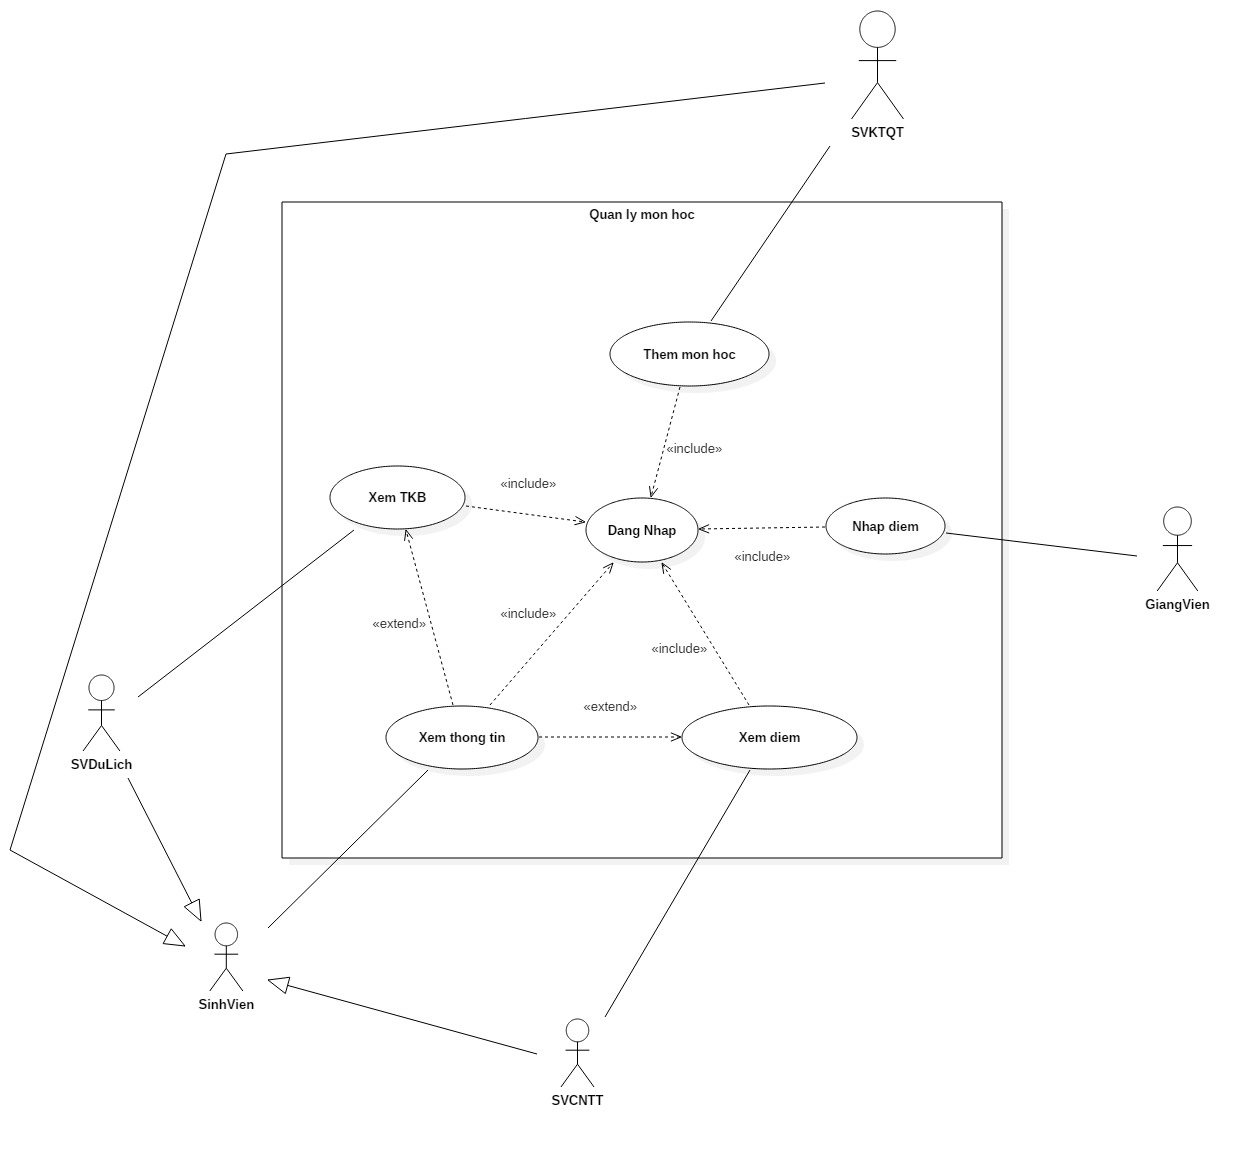 SVKTQT
Quan ly mon hoc
Them mon hoc
«include»
«include»
Xem TKB
Dang Nhap
Nhap diem
«include»
GiangVien
«include»
«extend»
«include»
«extend»
Xem thong tin
Xem diem
SVDuLich
SinhVien
SVCNTT